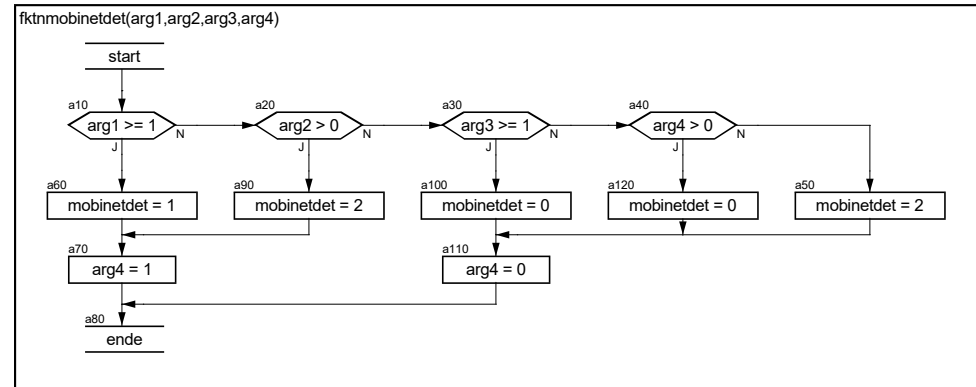 fktnmobinetdet(arg1,arg2,arg3,arg4)
start
a10
arg1 >= 1
N
J
a20
arg2 > 0
N
J
a30
arg3 >= 1
N
J
a40
arg4 > 0
N
J
a60
mobinetdet = 1
a90
mobinetdet = 2
a100
mobinetdet = 0
a120
mobinetdet = 0
a50
mobinetdet = 2
a70
arg4 = 1
a110
arg4 = 0
a80
ende